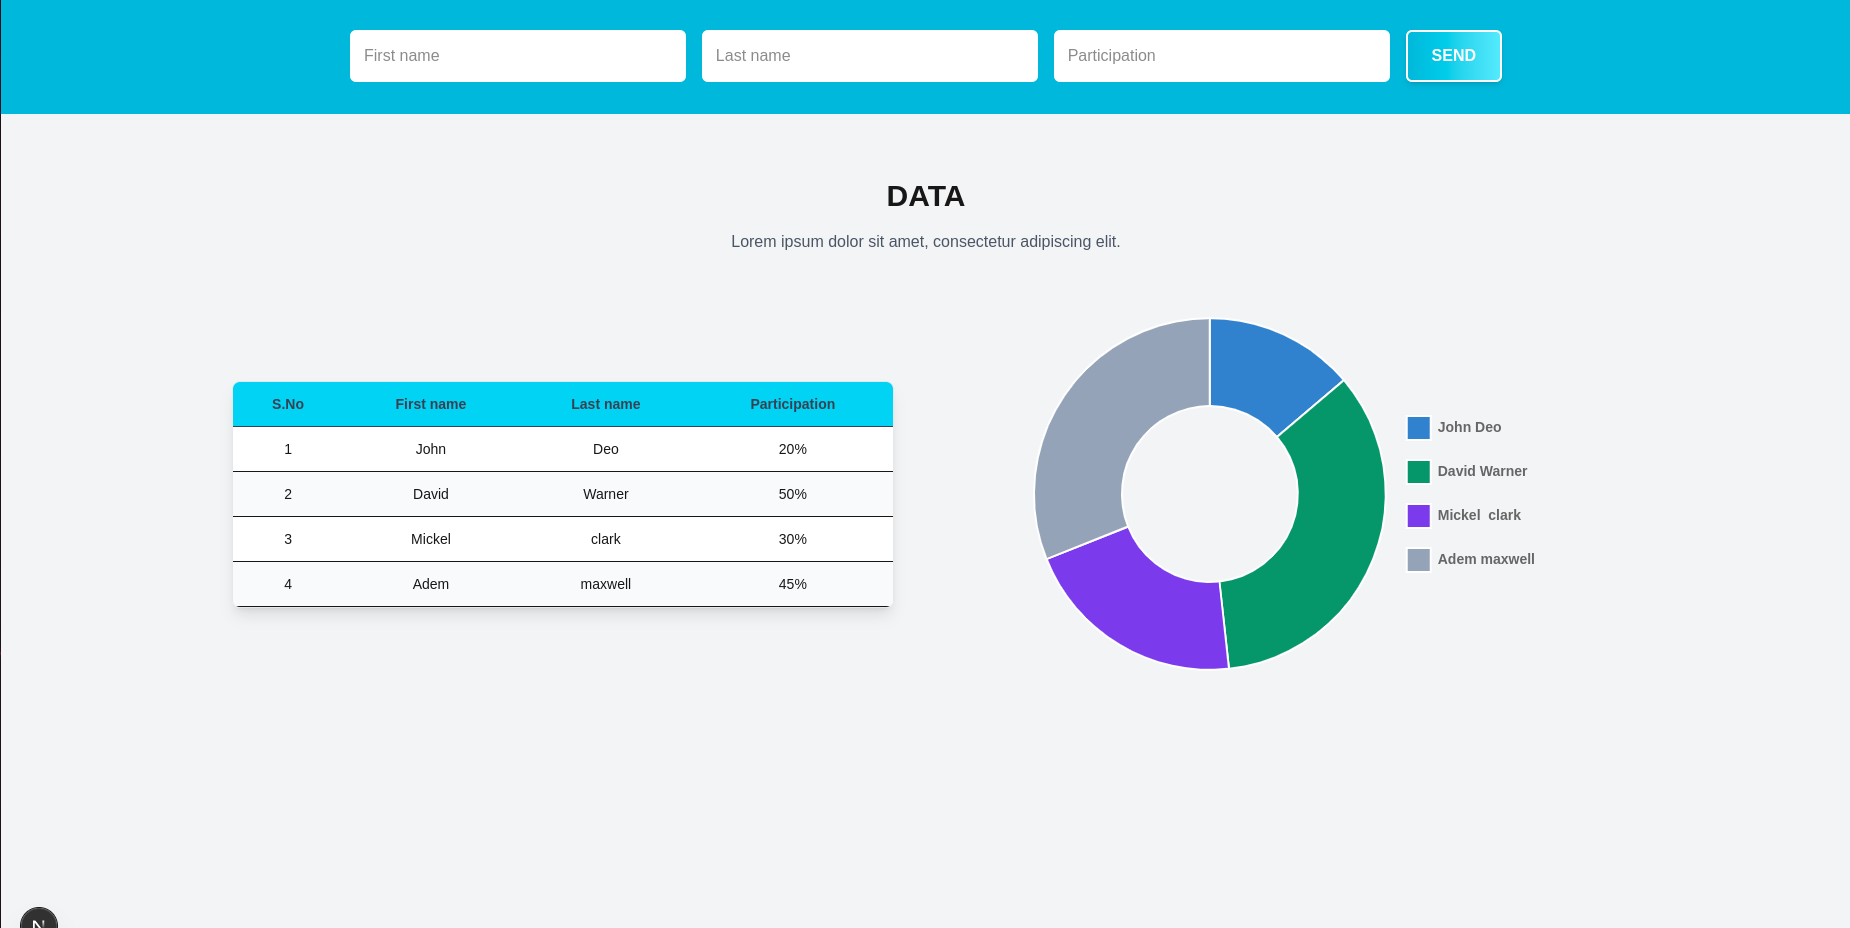 First name Last name Participation SEND
DATA
Lorem ipsum dolor sit amet, consectetur adipiscing elit.
S.No First name Last name Participation
1 John Deo 20%
2 David Warner 50%
3 Mickel clark 30%
4 Adem maxwell 45%
John Deo
David Warner
Mickel  clark
Adem maxwell